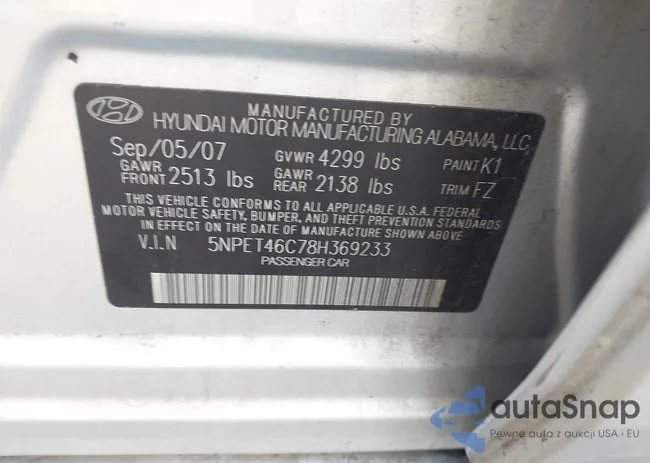 MANUFACTURED BY
HYUNDAI MOTOR MANUFACTURING ALABAMA, LLC
Sep/05/07 GVWR 4299 lbs PAINT K1
GAWR FRONT 2513 lbs GAWR REAR 2138 lbs TRIM FZ
THIS VEHICLE CONFORMS TO ALL APPLICABLE U.S.A. FEDERAL
MOTOR VEHICLE SAFETY, BUMPER, AND THEFT PREVENTION STANDARDS
IN EFFECT ON THE DATE OF MANUFACTURE SHOWN ABOVE
V.I.N 5NPET46C78H369233
PASSENGER CAR
autaSnap
Pewne auta z aukcji USA i EU